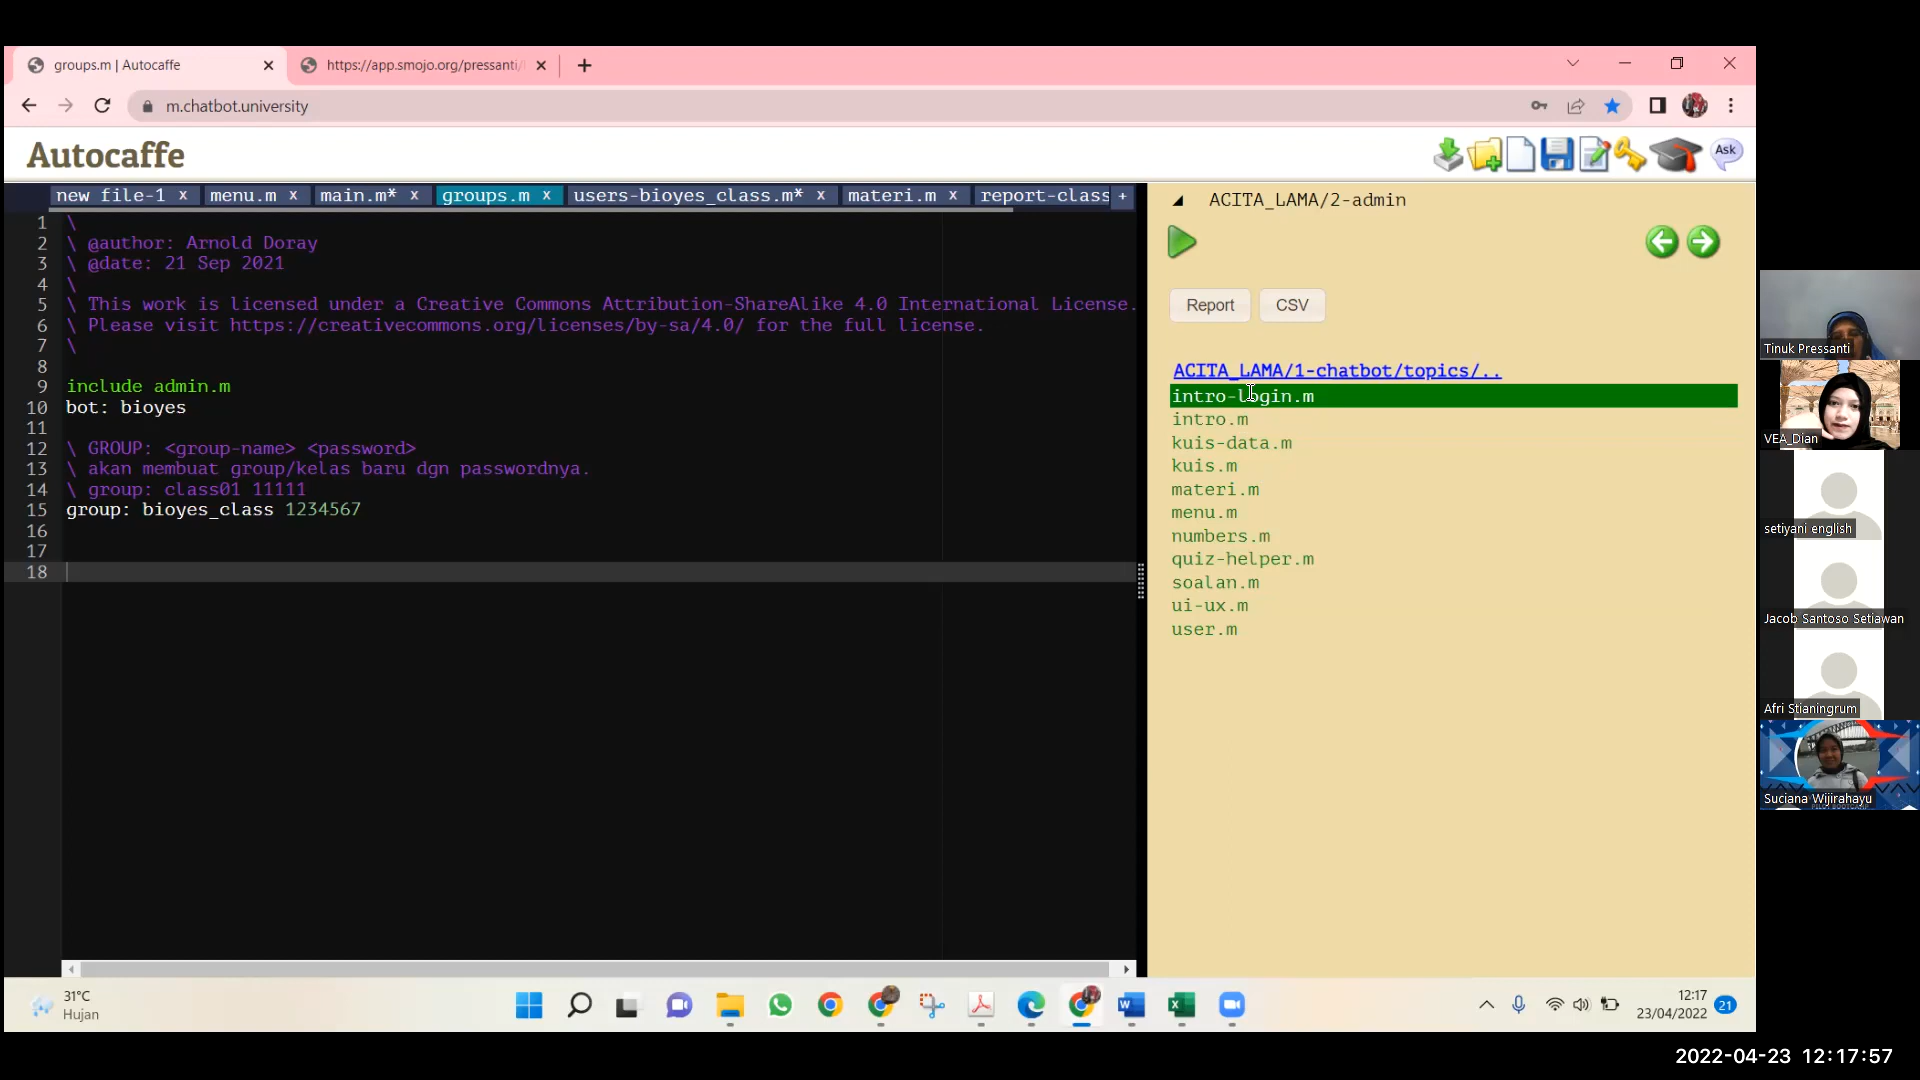 groups.m | Autocaffe
https://app.smojo.org/pressanti/
m.chatbot.university
Autocaffe
Ask
new file-1 x
menu.m x
main.m* x
groups.m x
users-bioyes_class.m* x
materi.m x
report-class
+
1 \
2 \ @author: Arnold Doray
3 \ @date: 21 Sep 2021
4 \
5 \ This work is licensed under a Creative Commons Attribution-ShareAlike 4.0 International License.
6 \ Please visit https://creativecommons.org/licenses/by-sa/4.0/ for the full license.
7 \
8
9 include admin.m
10 bot: bioyes
11
12 \ GROUP: <group-name> <password>
13 \ akan membuat group/kelas baru dgn passwordnya.
14 \ group: class01 11111
15 group: bioyes_class 1234567
16
17
18
ACITA_LAMA/2-admin
Report
CSV
ACITA_LAMA/1-chatbot/topics/..
intro-login.m
intro.m
kuis-data.m
kuis.m
materi.m
menu.m
numbers.m
quiz-helper.m
soalan.m
ui-ux.m
user.m
Tinuk Pressanti
VEA_Dian
setiyani english
Jacob Santoso Setiawan
Afri Stianingrum
Suciana Wijirahayu
31°C
Hujan
12:17
23/04/2022
21
2022-04-23 12:17:57